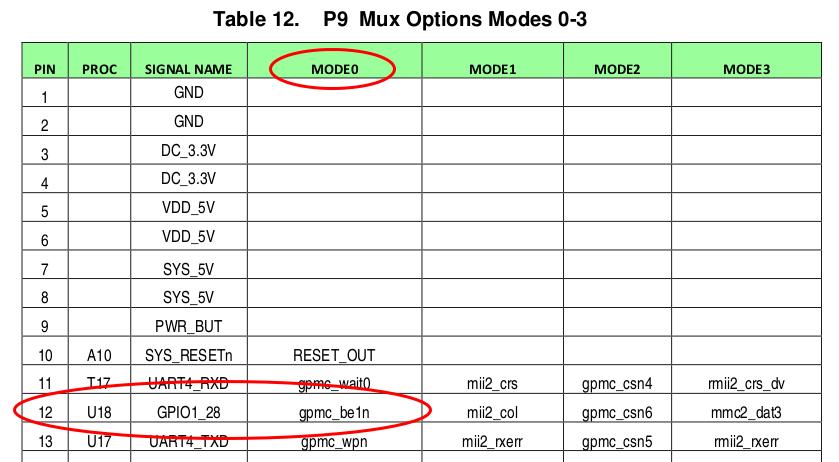 Table 12. P9 Mux Options Modes 0-3
PIN PROC SIGNAL NAME MODE0 MODE1 MODE2 MODE3
1 GND
2 GND
3 DC_3.3V
4 DC_3.3V
5 VDD_5V
6 VDD_5V
7 SYS_5V
8 SYS_5V
9 PWR_BUT
10 A10 SYS_RESETn RESET_OUT
11 T17 UART4_RXD gpmc_wait0 mii2_crs gpmc_csn4 rmii2_crs_dv
12 U18 GPIO1_28 gpmc_be1n mii2_col gpmc_csn6 mmc2_dat3
13 U17 UART4_TXD gpmc_wpn mii2_rxerr gpmc_csn5 rmii2_rxerr